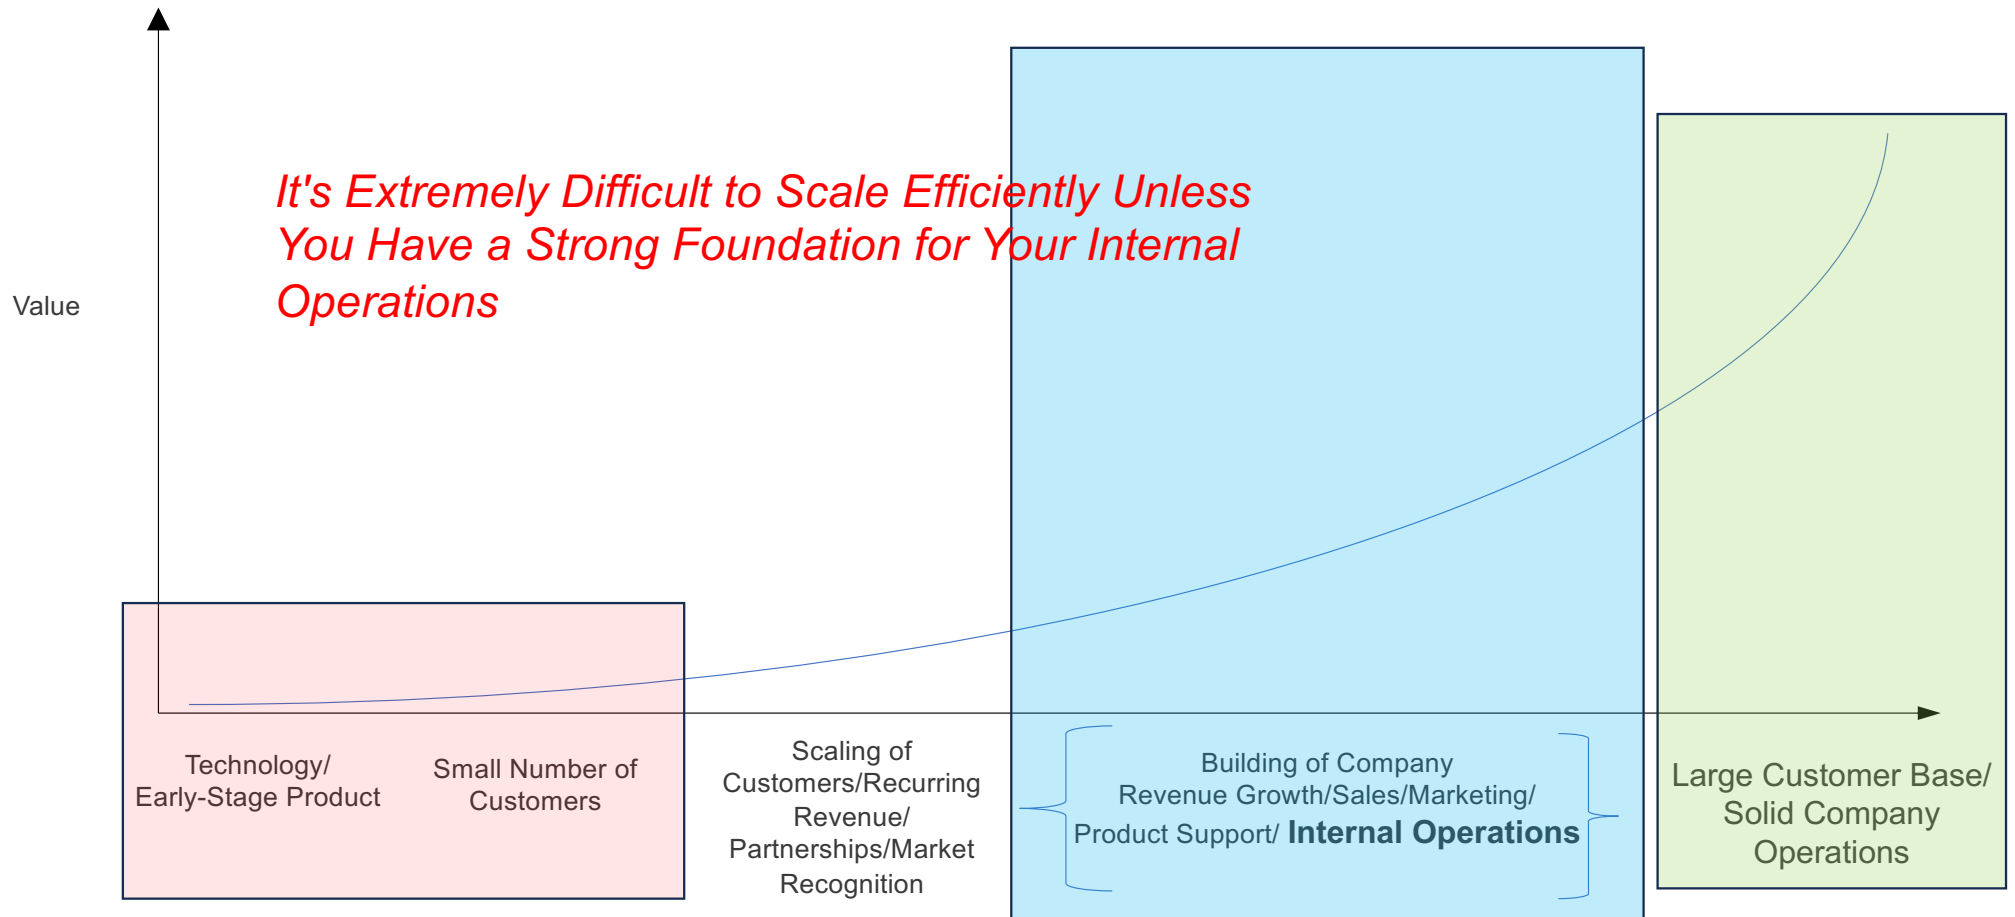 It's Extremely Difficult to Scale Efficiently Unless
You Have a Strong Foundation for Your Internal
Operations
Value
Technology/
Early-Stage Product
Small Number of
Customers
Scaling of
Customers/Recurring
Revenue/
Partnerships/Market
Recognition
Building of Company
Revenue Growth/Sales/Marketing/
Product Support/ Internal Operations
Large Customer Base/
Solid Company
Operations